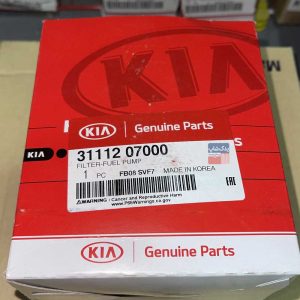 KIA
KIA
KIA Genuine Parts
31112 07000
FILTER-FUEL PUMP
1 PC FB08 SVF7 MADE IN KOREA
EAC
WARNING: Cancer and Reproductive Harm
www.P65Warnings.ca.gov
KIA Genuine Parts